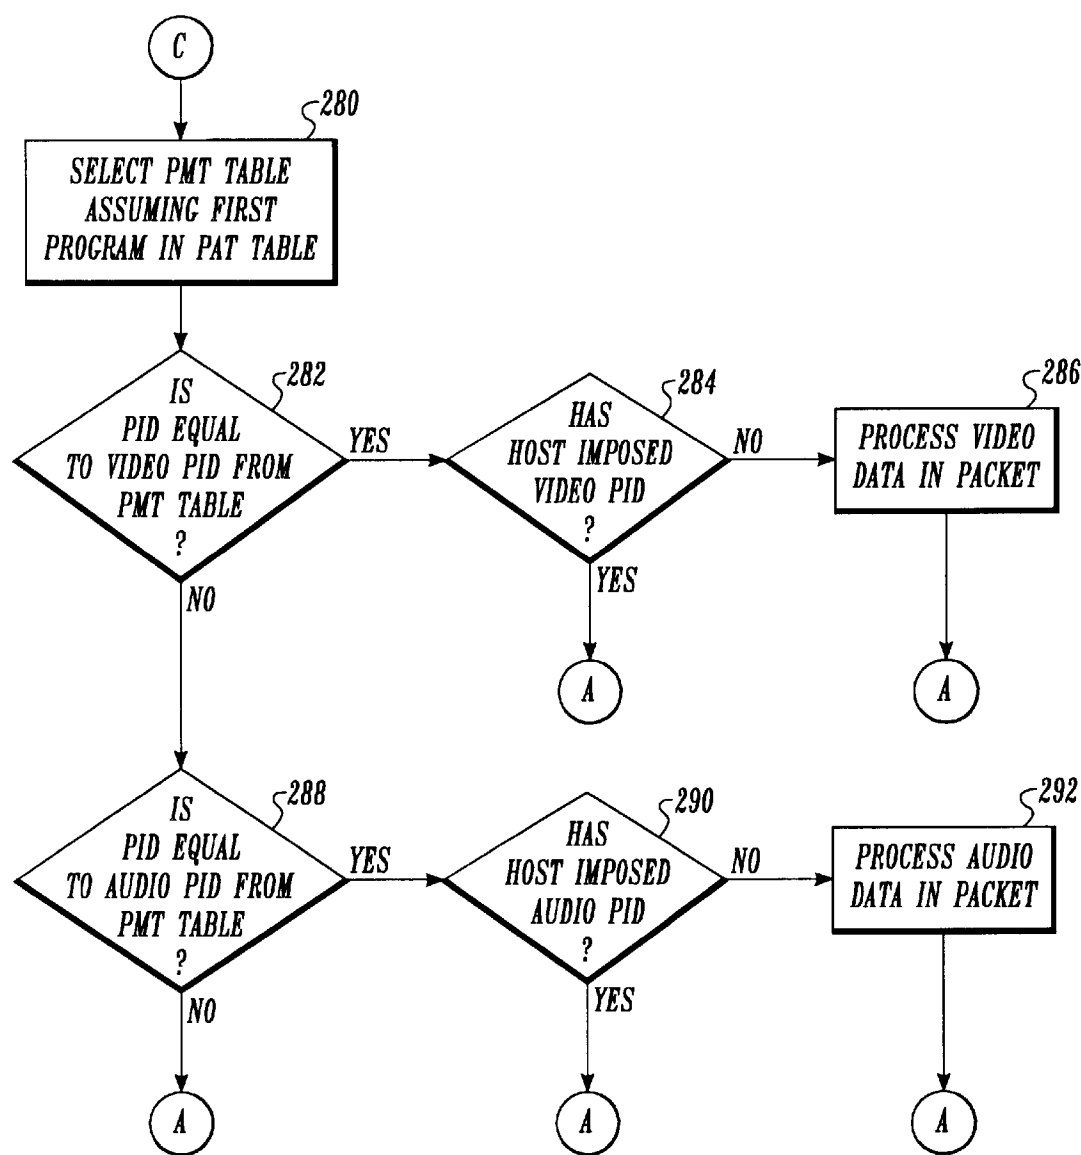 C
280
SELECT PMT TABLE
ASSUMING FIRST
PROGRAM IN PAT TABLE
282
IS
PID EQUAL
TO VIDEO PID FROM
PMT TABLE
?
YES
NO
284
HAS
HOST IMPOSED
VIDEO PID
?
NO
YES
A
286
PROCESS VIDEO
DATA IN PACKET
A
288
IS
PID EQUAL
TO AUDIO PID FROM
PMT TABLE
?
YES
NO
A
290
HAS
HOST IMPOSED
AUDIO PID
?
NO
YES
A
292
PROCESS AUDIO
DATA IN PACKET
A